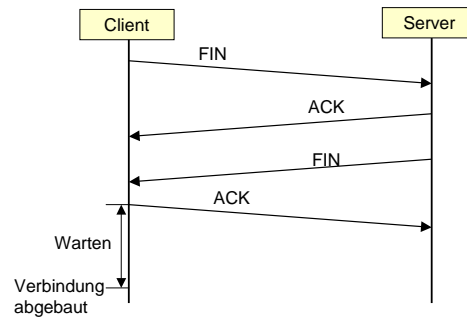 Client
Server
FIN
ACK
FIN
ACK
Warten
Verbindung
abgebaut